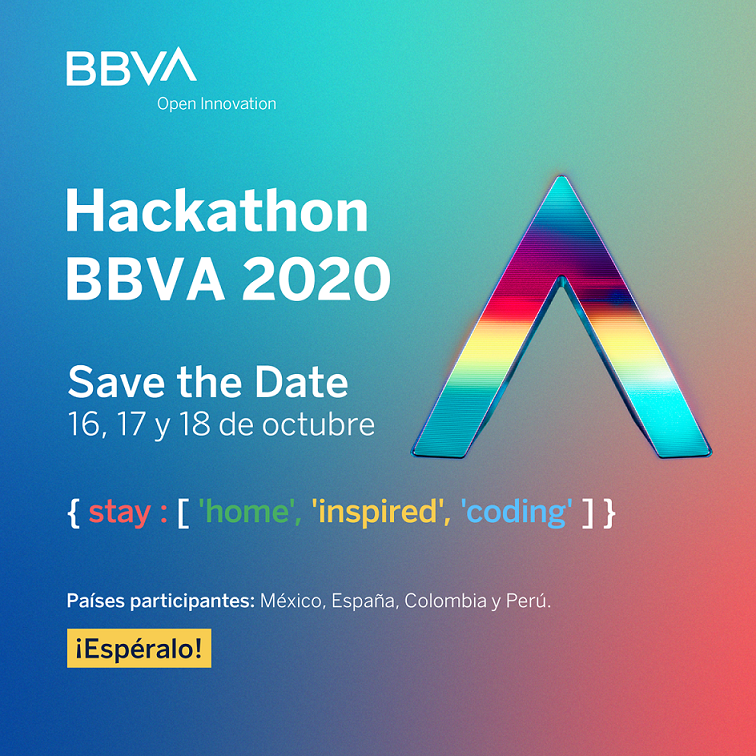 BBVA
Open Innovation
Hackathon
BBVA 2020
Save the Date
16, 17 y 18 de octubre
{ stay : [ 'home', 'inspired', 'coding' ] }
Países participantes: México, España, Colombia y Perú.
¡Espéralo!